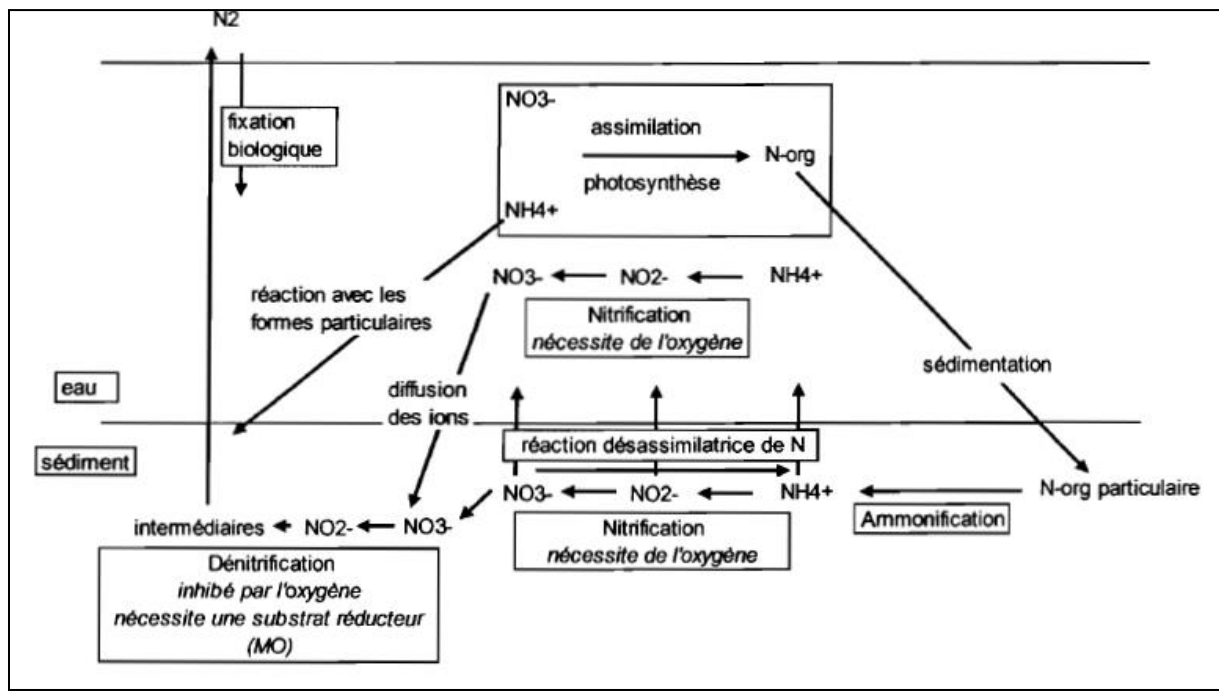 N2
fixation
biologique
NO3-
assimilation
N-org
photosynthèse
NH4+
NO3-
NO2-
NH4+
réaction avec les
formes particulaires
Nitrification
nécessite de l'oxygène
sédimentation
eau
diffusion
des ions
sédiment
réaction désassimilatrice de N
NO3-
NO2-
NH4+
N-org particulaire
Ammonification
intermédiaires
NO2-
NO3-
Nitrification
nécessite de l'oxygène
Dénitrification
inhibé par l'oxygène
nécessite une substrat réducteur
(MO)